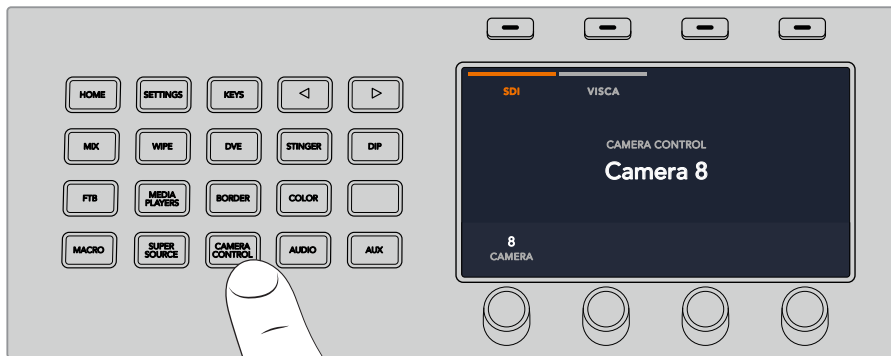 HOME
SETTINGS
KEYS
MIX
WIPE
DVE
STINGER
DIP
FTB
MEDIA
PLAYERS
BORDER
COLOR
MACRO
SUPER
SOURCE
CAMERA
CONTROL
AUDIO
AUX
SDI
VISCA
CAMERA CONTROL
Camera 8
8
CAMERA